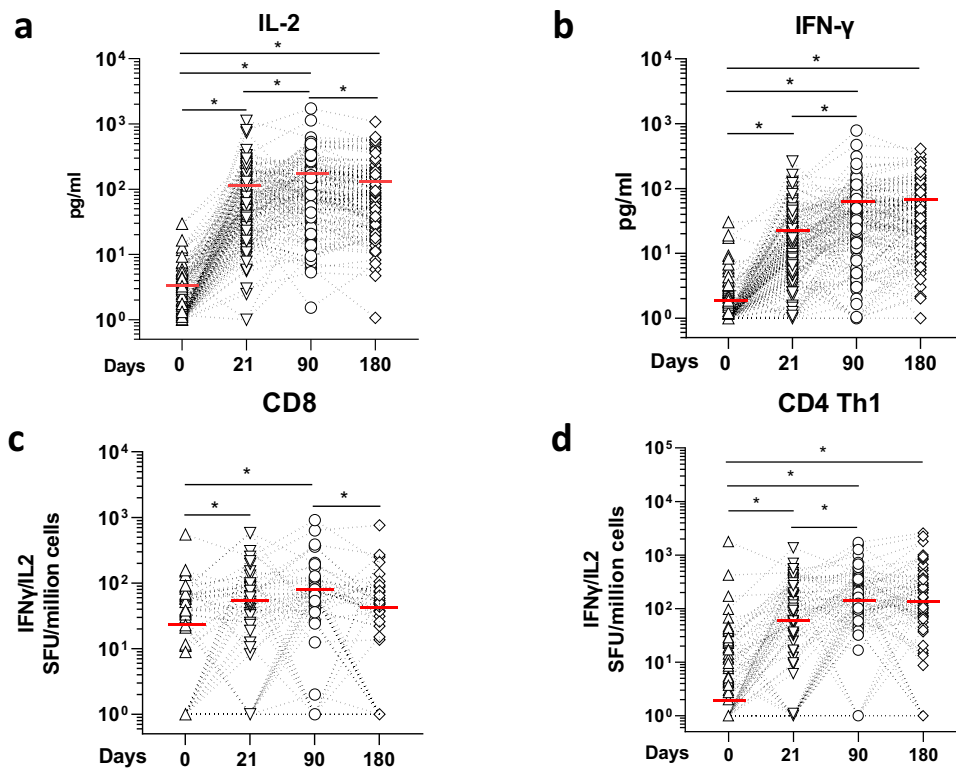 a
IL-2
pg/ml
10⁴
10³
10²
10¹
10⁰
*
*
*
*
*
Days 0 21 90 180
b
IFN-γ
pg/ml
10⁴
10³
10²
10¹
10⁰
*
*
*
*
Days 0 21 90 180
c
CD8
IFNγ/IL2
SFU/million cells
10⁴
10³
10²
10¹
10⁰
*
*
*
Days 0 21 90 180
d
CD4 Th1
IFNγ/IL2
SFU/million cells
10⁵
10⁴
10³
10²
10¹
10⁰
*
*
*
*
Days 0 21 90 180